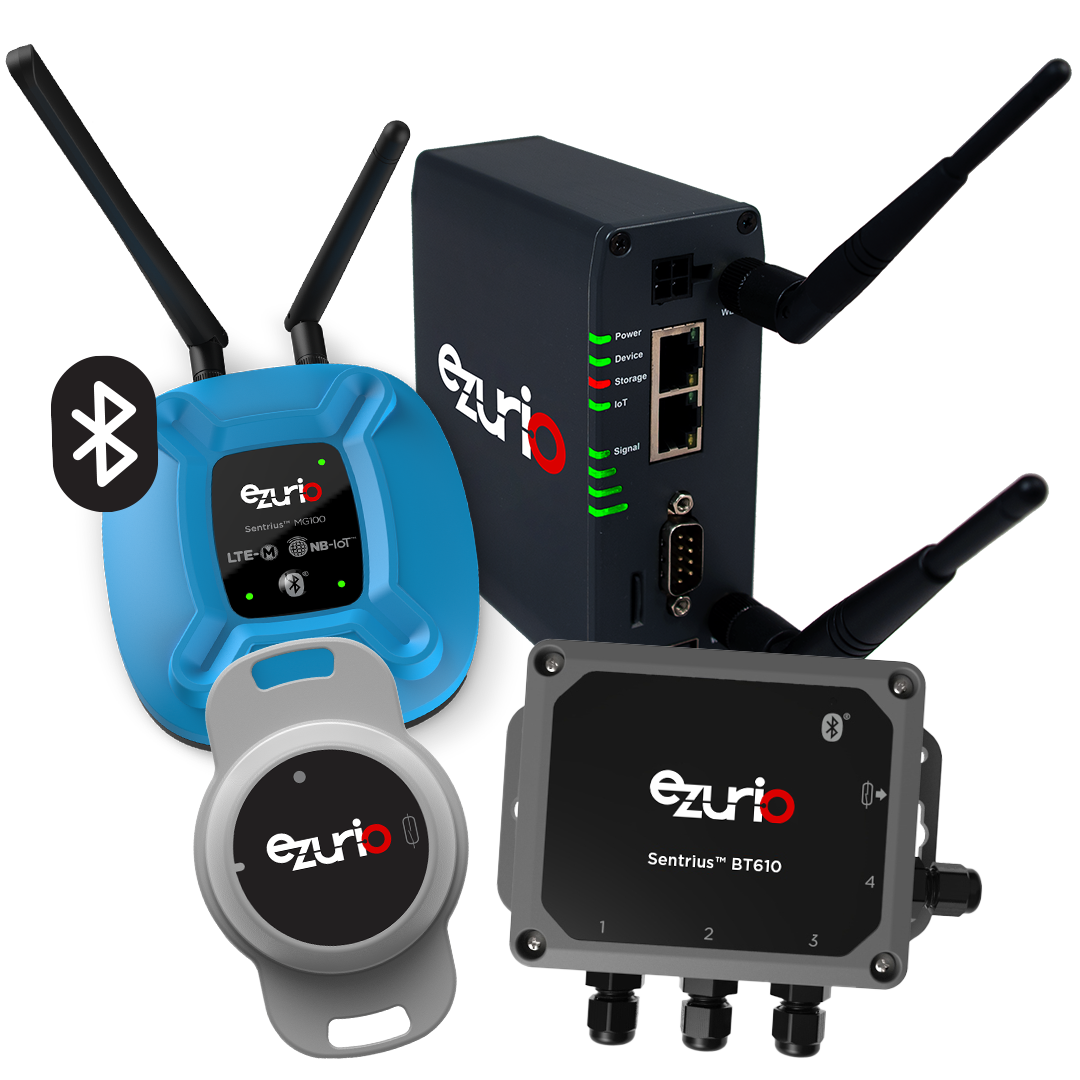 Power
Device
Storage
IoT
Signal
ezurio
ezurio
Sentrius™ MG100
LTE-M
NB-IoT™
®
ezurio
®
ezurio
Sentrius™ BT610
4
1
2
3